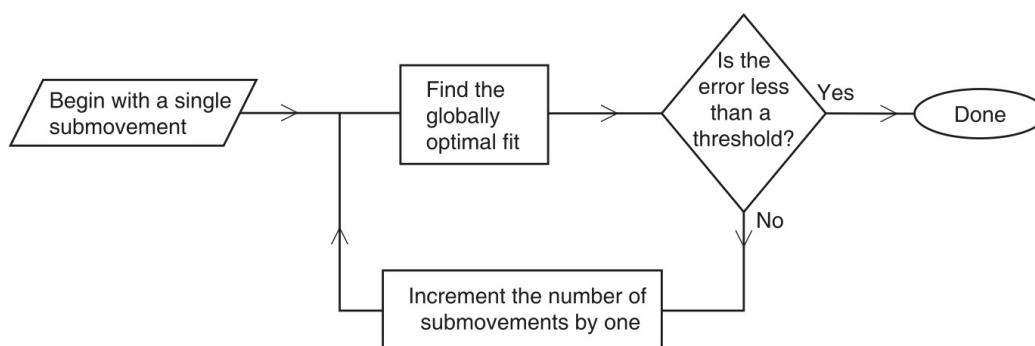 Begin with a single
submovement
Find the
globally
optimal fit
Is the
error less
than a
threshold?
Yes
Done
No
Increment the number of
submovements by one